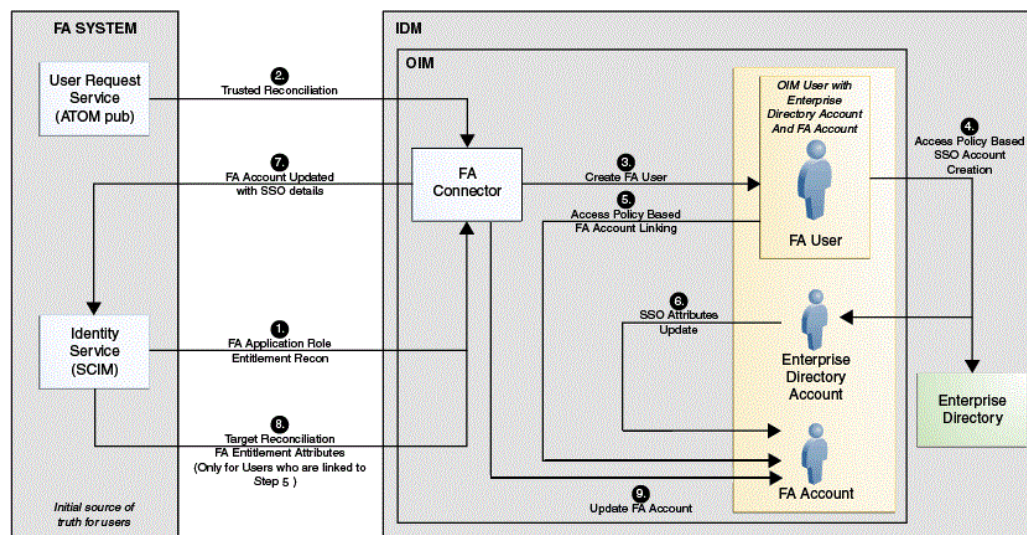 FA SYSTEM
User Request
Service
(ATOM pub)
2.
Trusted Reconciliation
7.
FA Account Updated
with SSO details
Identity
Service
(SCIM)
1.
FA Application Role
Entitlement Recon
8.
Target Reconciliation
FA Entitlement Attributes
(Only for Users who are linked to
Step 5 )
Initial source of
truth for users
IDM
OIM
FA
Connector
3.
Create FA User
5.
Access Policy Based
FA Account Linking
OIM User with
Enterprise
Directory Account
And FA Account
FA User
4.
Access Policy Based
SSO Account
Creation
6.
SSO Attributes
Update
Enterprise
Directory
Account
Enterprise
Directory
FA Account
9.
Update FA Account